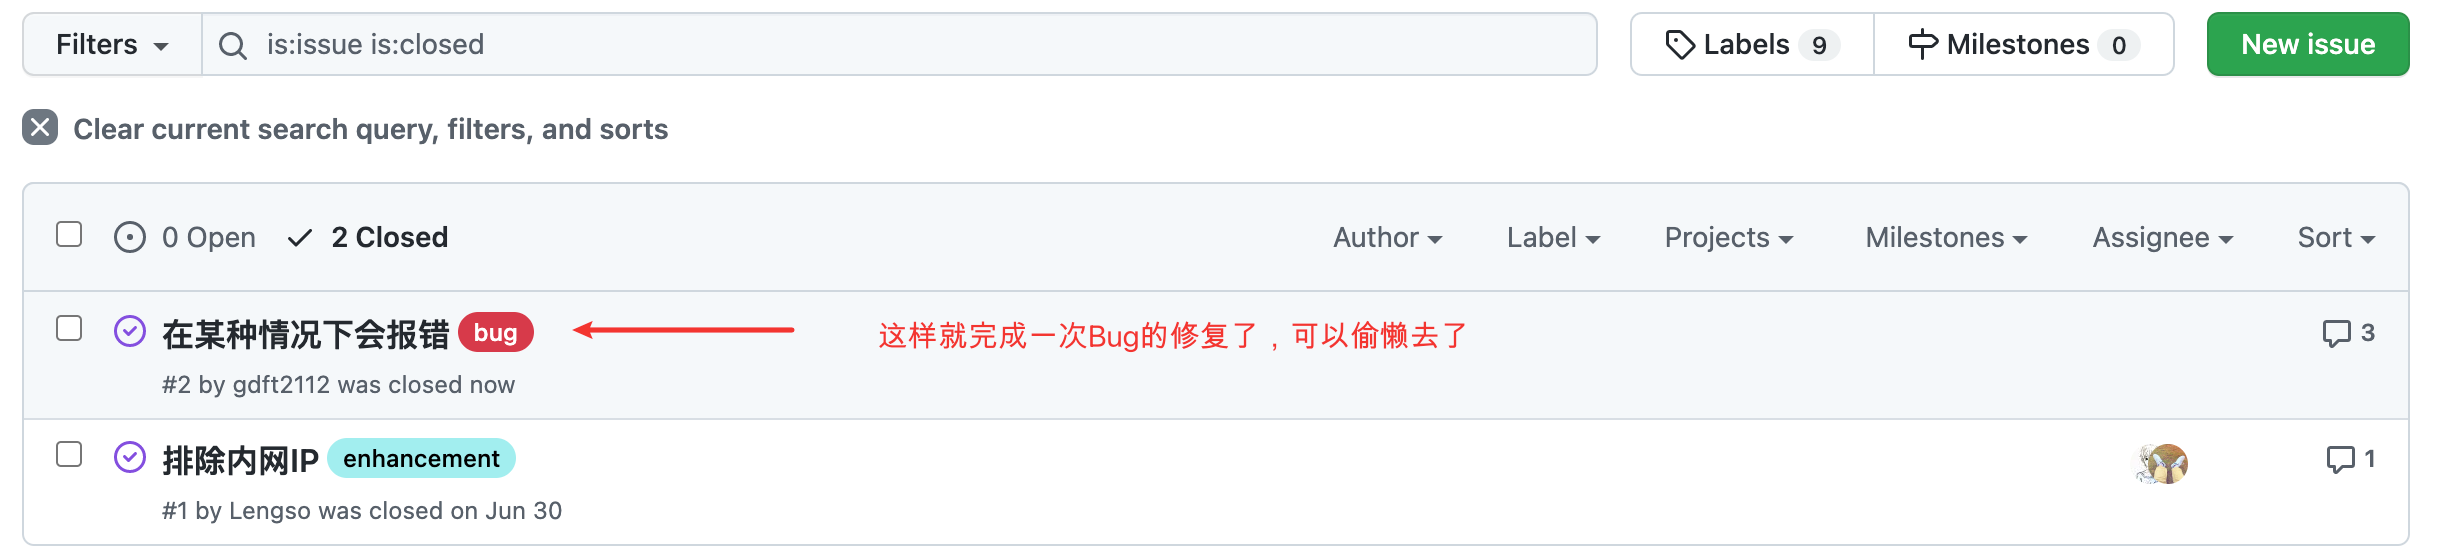 Filters is:issue is:closed Labels 9 Milestones 0 New issue
Clear current search query, filters, and sorts
0 Open 2 Closed Author Label Projects Milestones Assignee Sort
在某种情况下会报错 bug 这样就完成一次Bug的修复了，可以偷懒去了 3
#2 by gdft2112 was closed now
排除内网IP enhancement 1
#1 by Lengso was closed on Jun 30